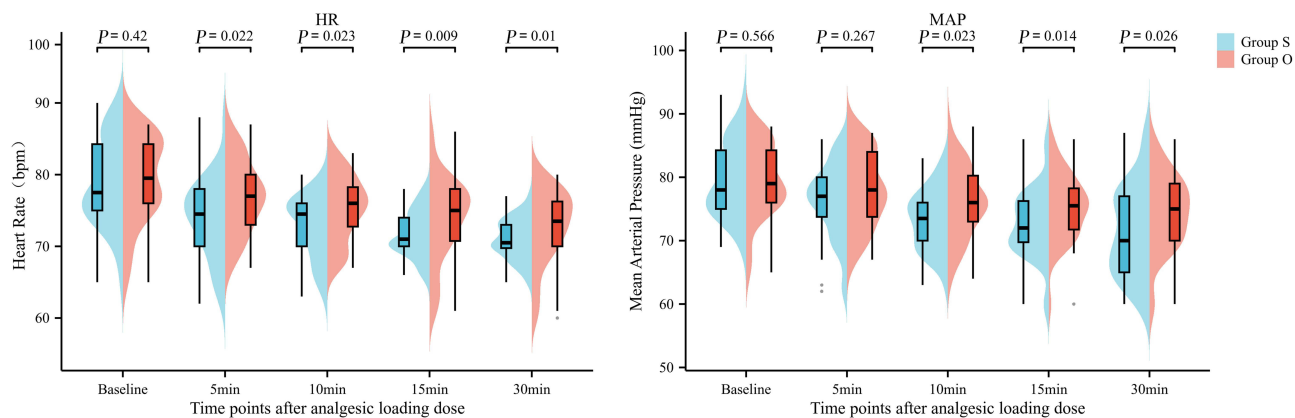 HR
P = 0.42
P = 0.022
P = 0.023
P = 0.009
P = 0.01
100
90
80
70
60
Heart Rate（bpm）
Baseline
5min
10min
15min
30min
Time points after analgesic loading dose
MAP
P = 0.566
P = 0.267
P = 0.023
P = 0.014
P = 0.026
100
90
80
70
60
50
Mean Arterial Pressure (mmHg)
Baseline
5min
10min
15min
30min
Time points after analgesic loading dose
Group S
Group O